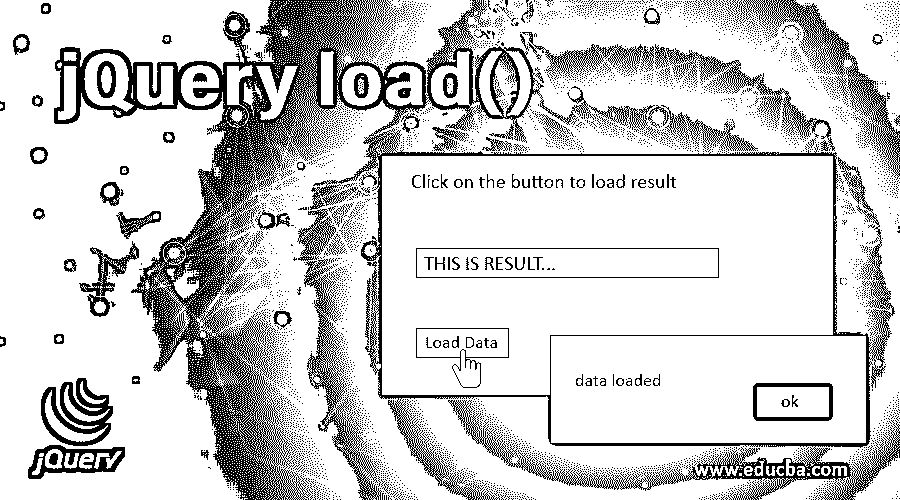 jQuery load()
Click on the button to load result
THIS IS RESULT...
Load Data
data loaded
ok
jQuery
www.educba.com